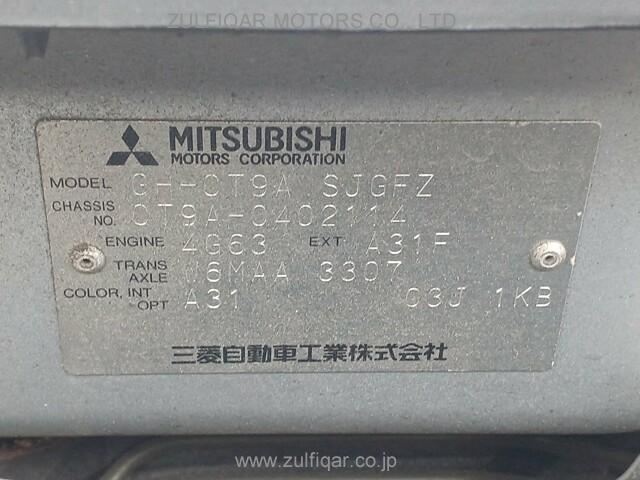 ZULFIQAR MOTORS CO. LTD.
MITSUBISHI
MOTORS CORPORATION
MODEL GH-CT9A SJGFZ
CHASSIS NO. CT9A-0402114
ENGINE 4G63 EXT A31F
TRANS AXLE W6MAA 3307
COLOR, INT OPT A31 03J 1KB
三菱自動車工業株式会社
www.zulfiqar.co.jp